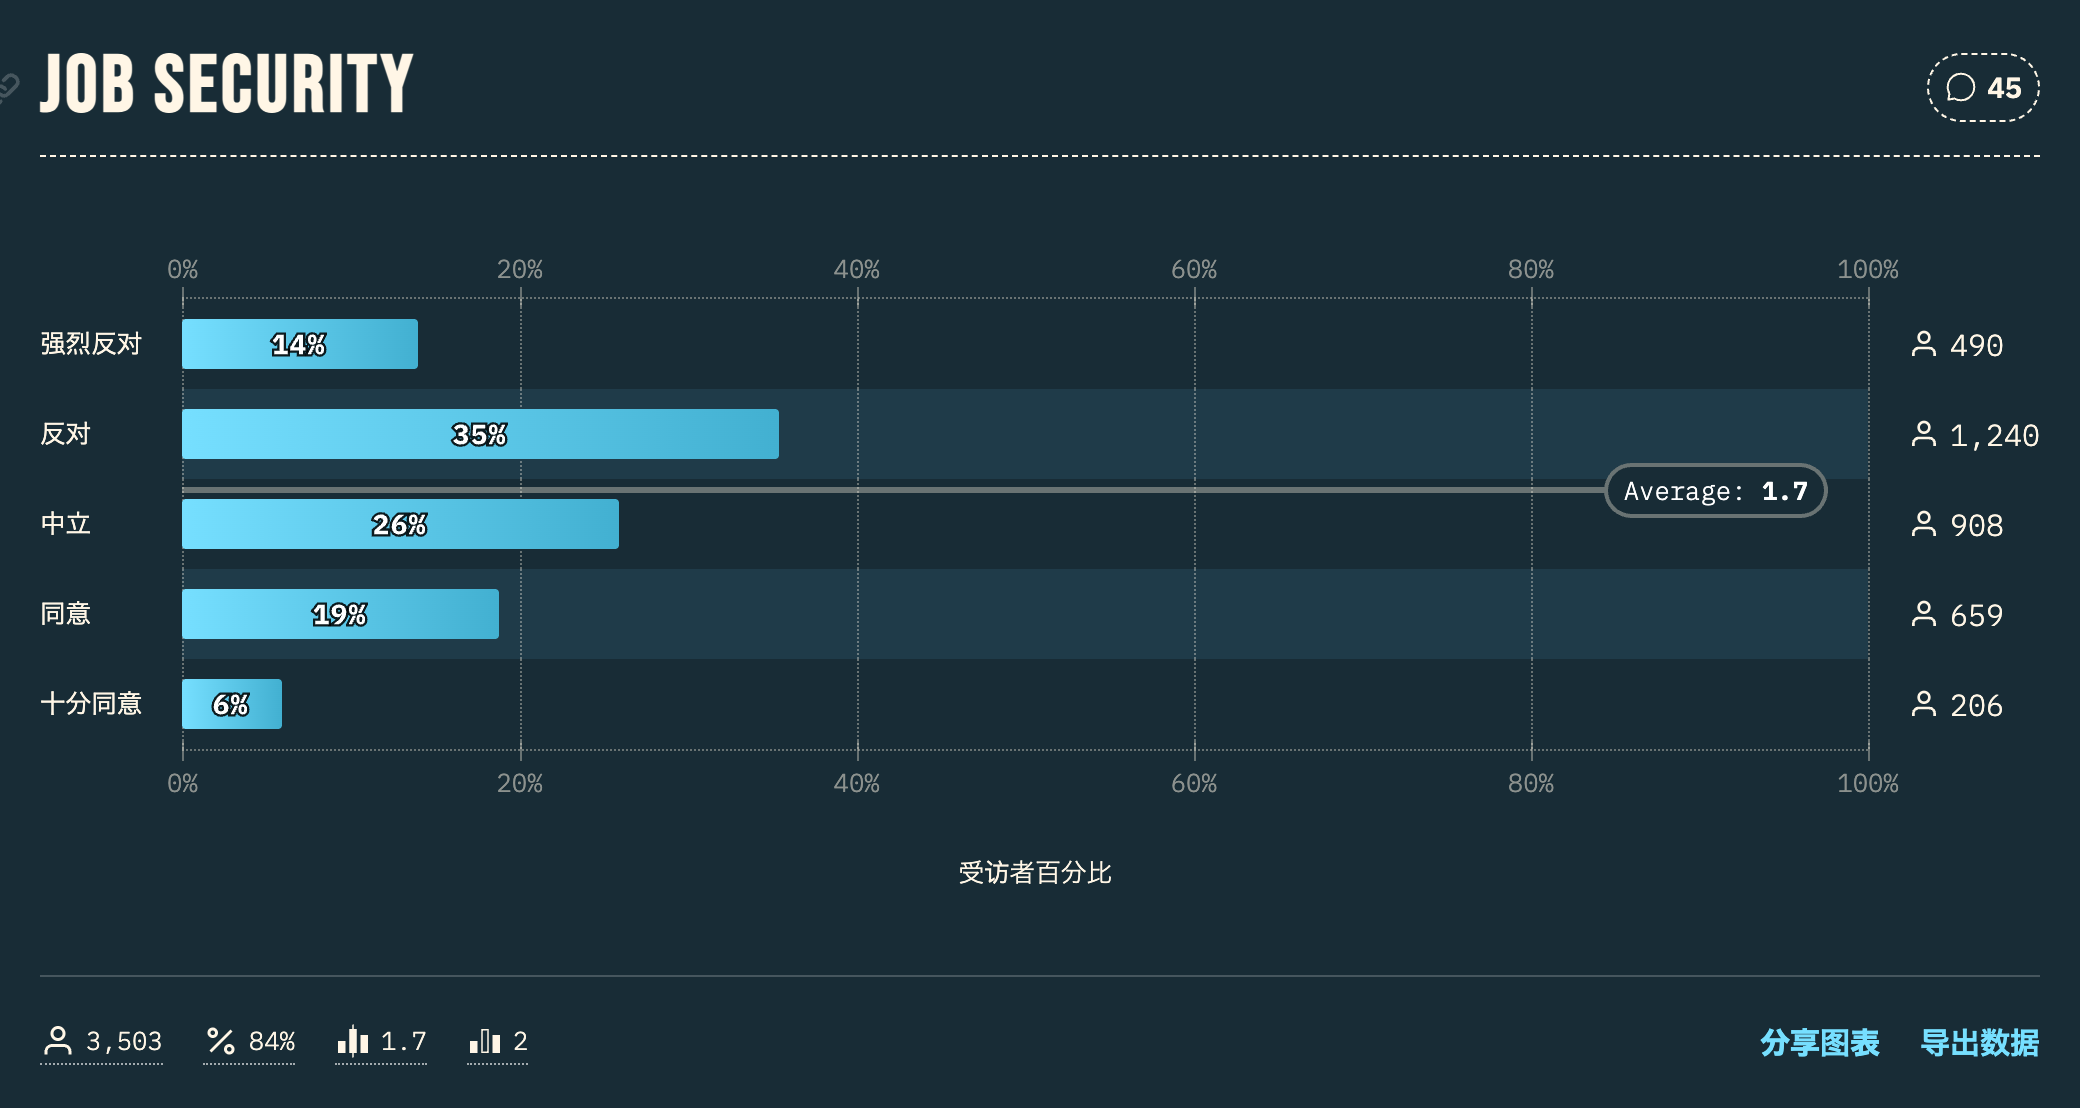 JOB SECURITY
45
0% 20% 40% 60% 80% 100%
强烈反对 14% 490
反对 35% 1,240
Average: 1.7
中立 26% 908
同意 19% 659
十分同意 6% 206
0% 20% 40% 60% 80% 100%
受访者百分比
3,503 84% 1.7 2 分享图表 导出数据